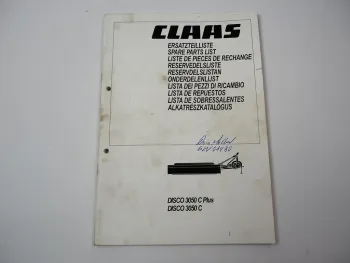 CLAAS
ERSATZTEILLISTE
SPARE PARTS LIST
LISTE DE PIECES DE RECHANGE
RESERVEDELSLISTE
RESERVDELSLISTAN
ONDERDELENLIJST
LISTA DEI PEZZI DI RICAMBIO
LISTA DE REPUESTOS
LISTA DE SOBRESSALENTES
ALKATRÉSZKATALOGUS
DISCO 3050 C Plus
DISCO 3050 C